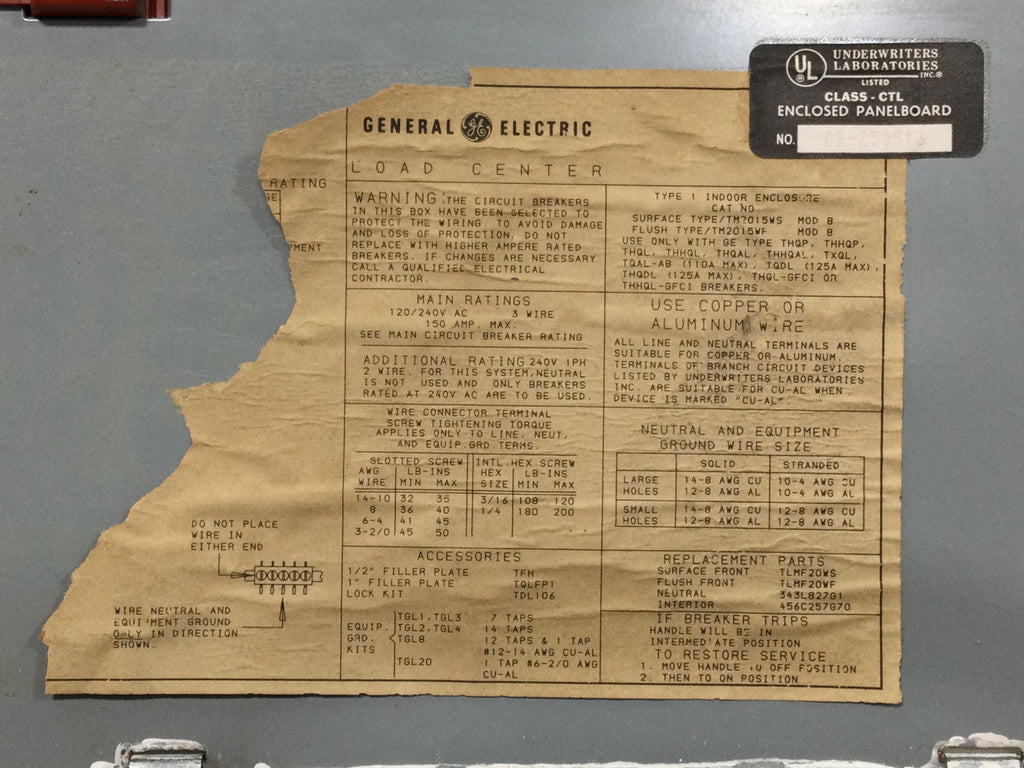 UNDERWRITERS
LABORATORIES
INC.®
UL
®
LISTED
CLASS - CTL
ENCLOSED PANELBOARD
NO.
GENERAL GE ELECTRIC
LOAD CENTER
RATING
MENT
WARNING: THE CIRCUIT BREAKERS
IN THIS BOX HAVE BEEN SELECTED TO
PROTECT THE WIRING. TO AVOID DAMAGE
AND LOSS OF PROTECTION, DO NOT
REPLACE WITH HIGHER AMPERE RATED
BREAKERS. IF CHANGES ARE NECESSARY
CALL A QUALIFIED ELECTRICAL
CONTRACTOR.
TYPE 1 INDOOR ENCLOSURE
CAT NO
SURFACE TYPE/TM2015WS MOD B
FLUSH TYPE/TM2015WF MOD B
USE ONLY WITH GE TYPE THQP, THHQP,
THQL, THHQL, THQAL, THHQAL, TXQL,
TQAL-AB (110A MAX), TQDL (125A MAX),
THQDL (125A MAX), THQL-GFCI OR
THHQL-GFCI BREAKERS.
MAIN RATINGS
120/240V AC 3 WIRE
150 AMP. MAX.
SEE MAIN CIRCUIT BREAKER RATING
USE COPPER OR
ALUMINUM WIRE
ALL LINE AND NEUTRAL TERMINALS ARE
SUITABLE FOR COPPER OR ALUMINUM.
TERMINALS OF BRANCH CIRCUIT DEVICES
LISTED BY UNDERWRITERS LABORATORIES
INC. ARE SUITABLE FOR CU-AL WHEN
DEVICE IS MARKED "CU-AL".
ADDITIONAL RATING 240V 1PH
2 WIRE. FOR THIS SYSTEM, NEUTRAL
IS NOT USED AND ONLY BREAKERS
RATED AT 240V AC ARE TO BE USED.
WIRE CONNECTOR TERMINAL
SCREW TIGHTENING TORQUE
APPLIES ONLY TO LINE, NEUT,
AND EQUIP. GRD. TERMS.
SLOTTED SCREW INTL HEX SCREW
AWG LB-INS HEX LB-INS
WIRE MIN MAX SIZE MIN MAX
14-10 32 35 3/16 108 120
8 36 40 1/4 180 200
6-4 41 45
3-2/0 45 50
NEUTRAL AND EQUIPMENT
GROUND WIRE SIZE
SOLID STRANDED
LARGE 14-8 AWG CU 10-4 AWG CU
HOLES 12-8 AWG AL 10-4 AWG AL
SMALL 14-8 AWG CU 12-8 AWG CU
HOLES 12-8 AWG AL 12-8 AWG AL
DO NOT PLACE
WIRE IN
EITHER END
WIRE NEUTRAL AND
EQUIPMENT GROUND
ONLY IN DIRECTION
SHOWN.
ACCESSORIES
1/2" FILLER PLATE TFH
1" FILLER PLATE TQLFP1
LOCK KIT TDL106
EQUIP. GRD. KITS
TGL1, TGL3 7 TAPS
TGL2, TGL4 14 TAPS
TGL8 12 TAPS & 1 TAP
#12-14 AWG CU-AL
TGL20 1 TAP #6-2/0 AWG
CU-AL
REPLACEMENT PARTS
SURFACE FRONT TLMF20WS
FLUSH FRONT TLMF20WF
NEUTRAL 343L827G1
INTERIOR 456C257G70
IF BREAKER TRIPS
HANDLE WILL BE IN
INTERMEDIATE POSITION
TO RESTORE SERVICE
1. MOVE HANDLE TO OFF POSITION
2. THEN TO ON POSITION